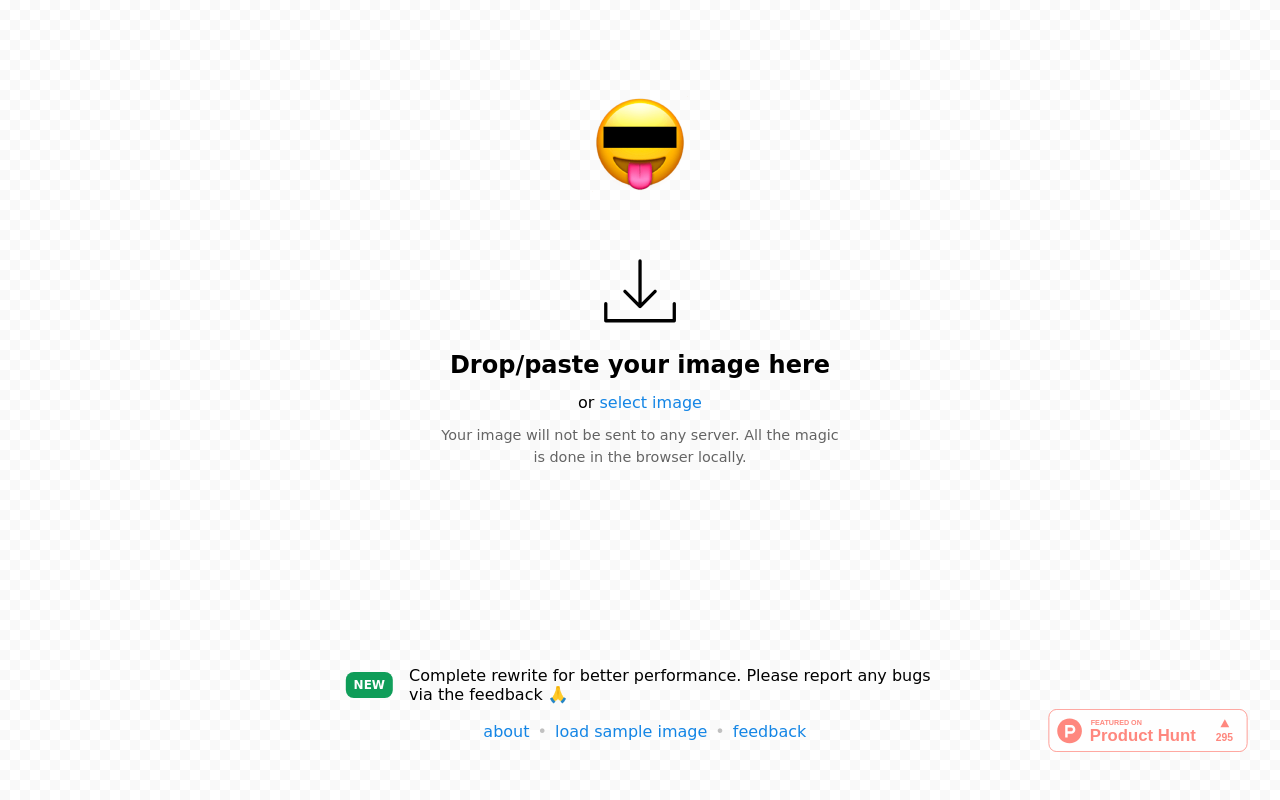 Drop/paste your image here
or select image
Your image will not be sent to any server. All the magic
is done in the browser locally.
NEW
Complete rewrite for better performance. Please report any bugs
via the feedback 🙏
about • load sample image • feedback
FEATURED ON
Product Hunt
▲
295